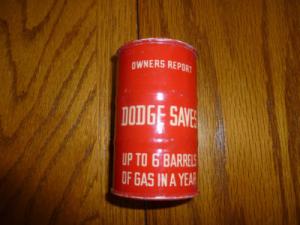 OWNERS REPORT
DODGE SAVES
UP TO 6 BARRELS
OF GAS IN A YEAR